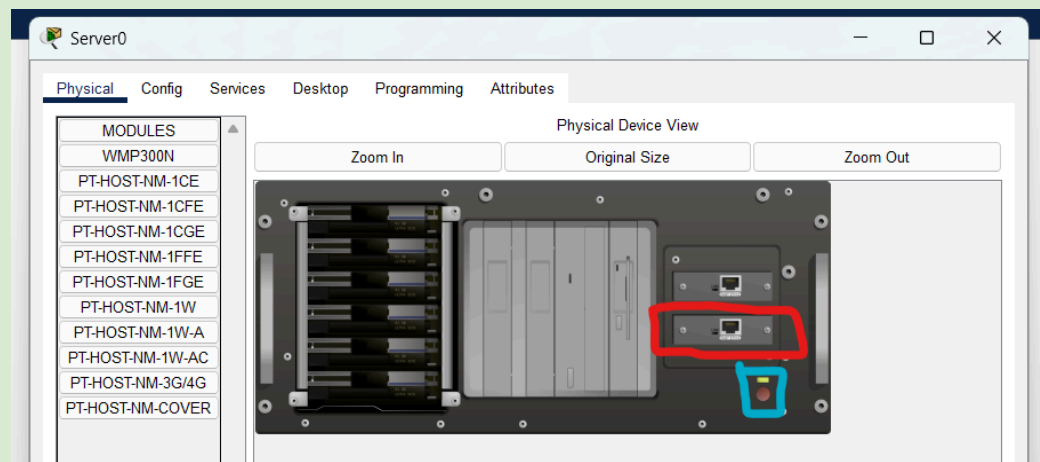 Server0
Physical Config Services Desktop Programming Attributes
MODULES
WMP300N
PT-HOST-NM-1CE
PT-HOST-NM-1CFE
PT-HOST-NM-1CGE
PT-HOST-NM-1FFE
PT-HOST-NM-1FGE
PT-HOST-NM-1W
PT-HOST-NM-1W-A
PT-HOST-NM-1W-AC
PT-HOST-NM-3G/4G
PT-HOST-NM-COVER
Physical Device View
Zoom In Original Size Zoom Out